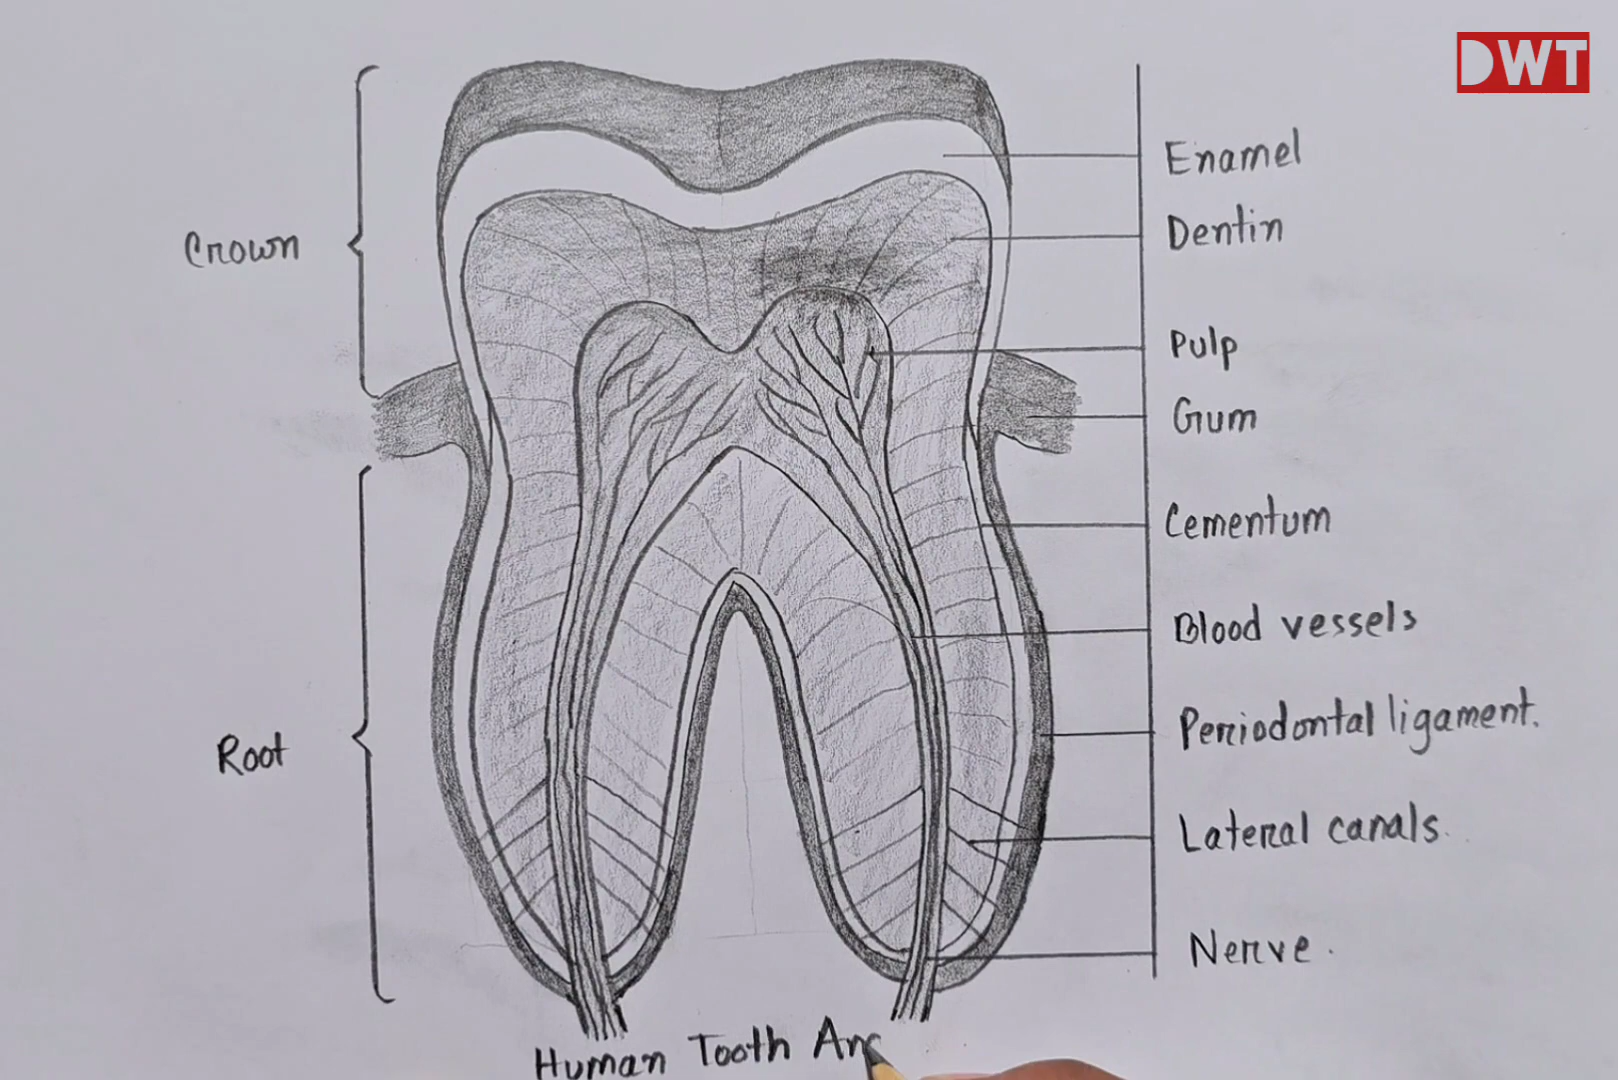 DWT
Crown
Root
Enamel
Dentin
Pulp
Gum
Cementum
Blood vessels
Periodontal ligament.
Lateral canals.
Nerve.
Human Tooth